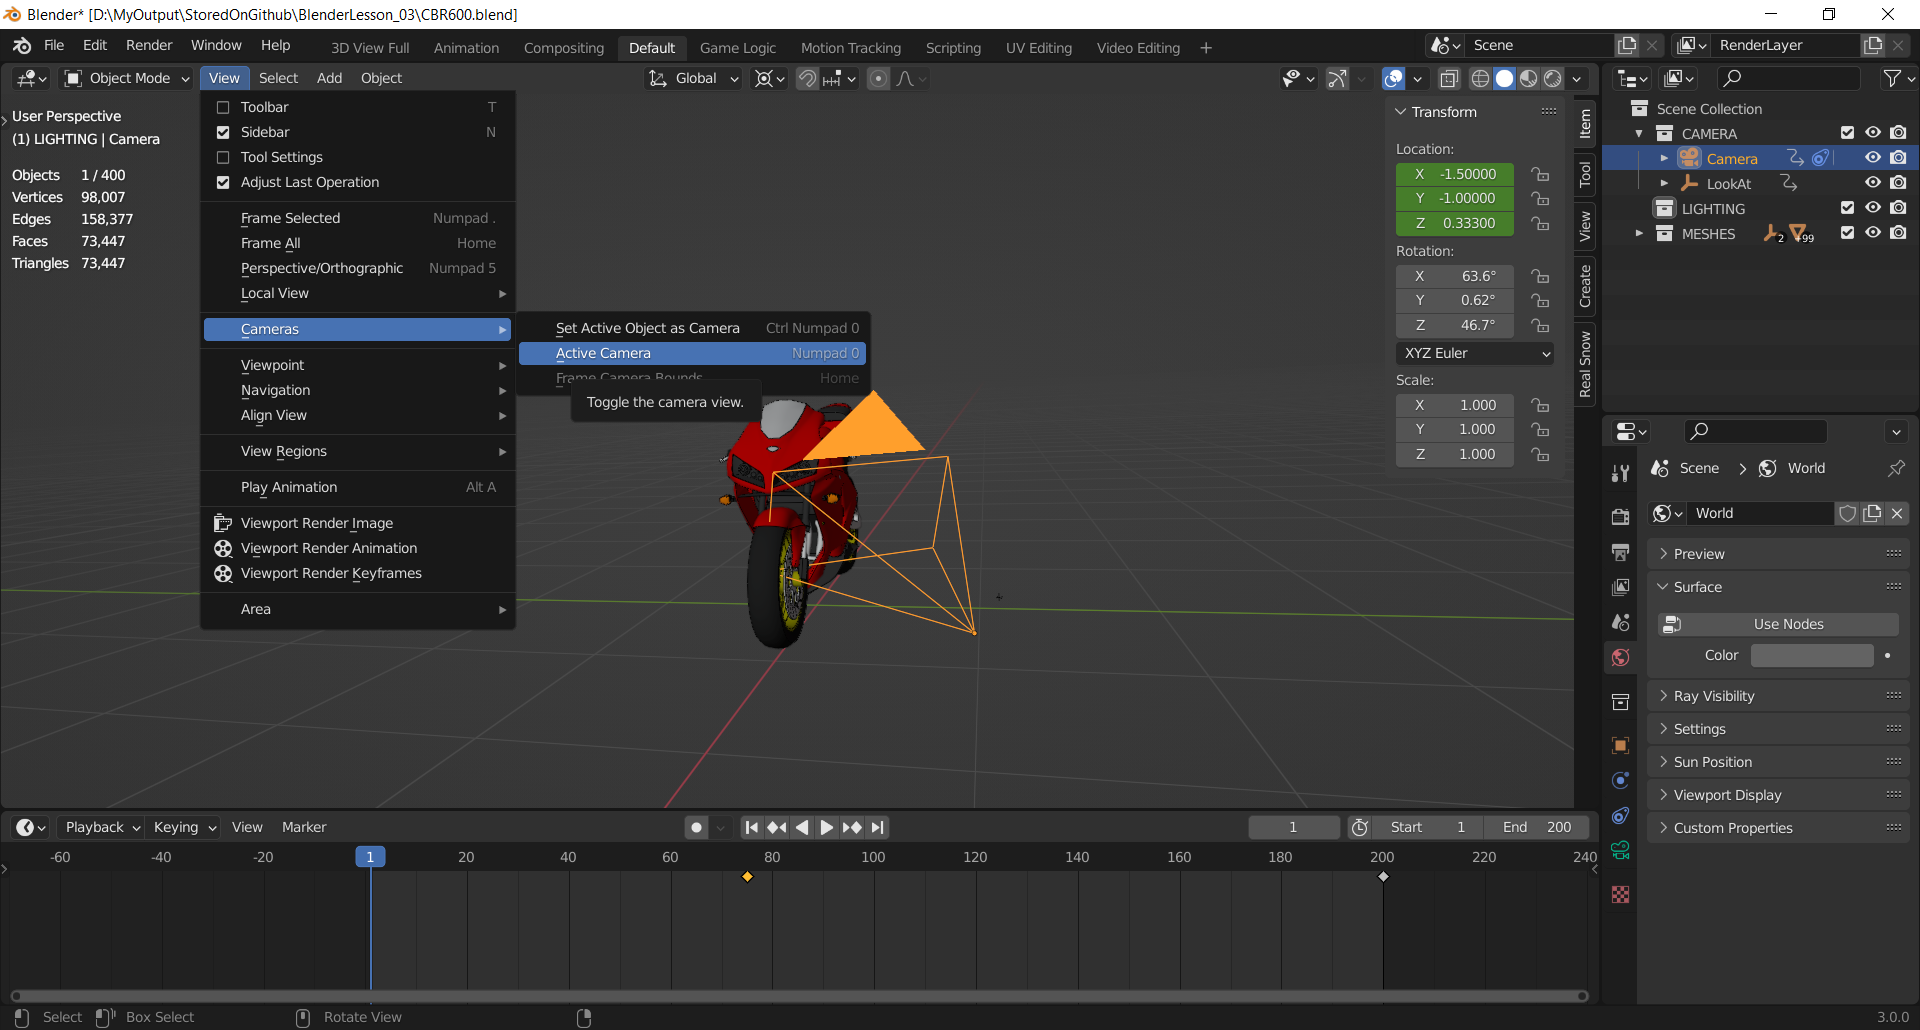 Blender* [D:\MyOutput\StoredOnGithub\BlenderLesson_03\CBR600.blend]
File Edit Render Window Help 3D View Full Animation Compositing Default Game Logic Motion Tracking Scripting UV Editing Video Editing + Scene RenderLayer
Object Mode View Select Add Object Global
User Perspective
(1) LIGHTING | Camera
Objects 1 / 400
Vertices 98,007
Edges 158,377
Faces 73,447
Triangles 73,447
Toolbar T
Sidebar N
Tool Settings
Adjust Last Operation
Frame Selected Numpad .
Frame All Home
Perspective/Orthographic Numpad 5
Local View
Cameras
Viewpoint
Navigation
Align View
View Regions
Play Animation Alt A
Viewport Render Image
Viewport Render Animation
Viewport Render Keyframes
Area
Set Active Object as Camera Ctrl Numpad 0
Active Camera Numpad 0
Frame Camera Bounds Home
Toggle the camera view.
Transform
Location:
X -1.50000
Y -1.00000
Z 0.33300
Rotation:
X 63.6°
Y 0.62°
Z 46.7°
XYZ Euler
Scale:
X 1.000
Y 1.000
Z 1.000
Item
Tool
View
Create
Real Snow
Scene Collection
CAMERA
Camera
LookAt
LIGHTING
MESHES 2 +99
Scene World
World
Preview
Surface
Use Nodes
Color
Ray Visibility
Settings
Sun Position
Viewport Display
Custom Properties
Playback Keying View Marker 1 Start 1 End 200
-60 -40 -20 1 20 40 60 80 100 120 140 160 180 200 220 240
Select Box Select Rotate View 3.0.0